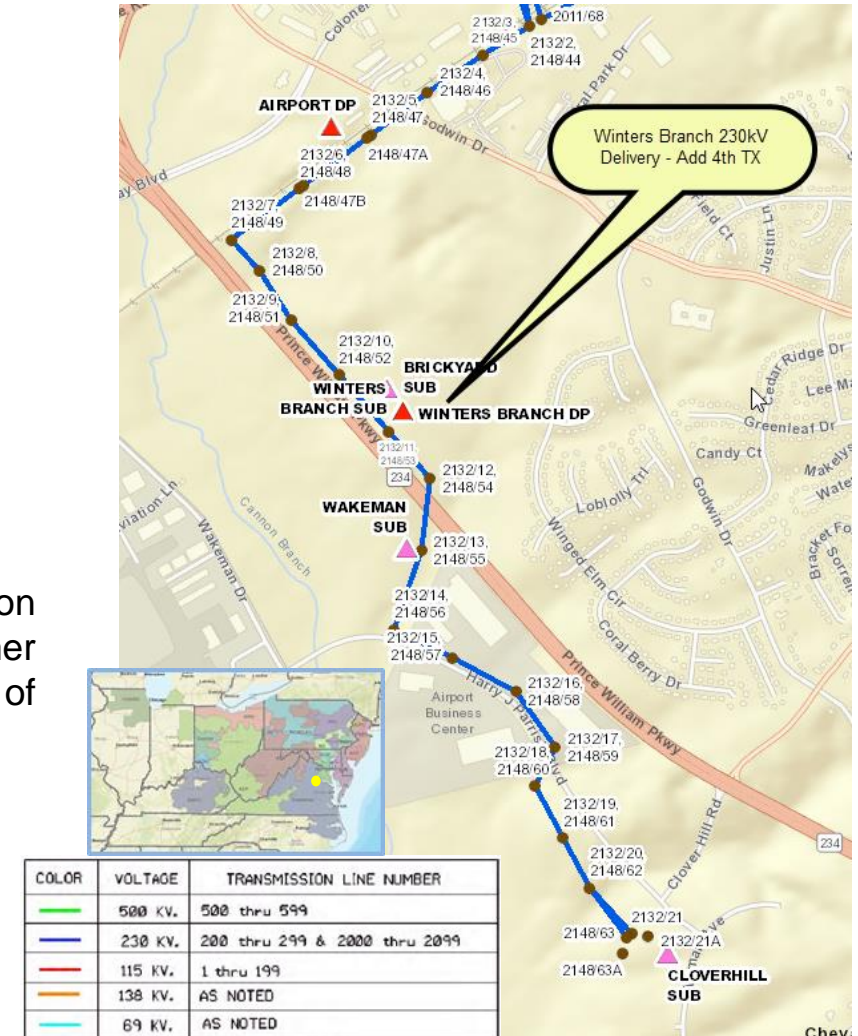 2011/68
2132/3,
2148/45
2132/2,
2148/44
2132/4,
2148/46
AIRPORT DP
2132/5,
2148/47
Godwin Dr
2148/47A
2132/6,
2148/48
2148/47B
Winters Branch 230kV
Delivery - Add 4th TX
Field Ct
Justin Ln
2132/7,
2148/49
2132/8,
2148/50
2132/9,
2148/51
Prince William Pkwy
2132/10,
2148/52
BRICKYARD
SUB
WINTERS
BRANCH SUB
WINTERS BRANCH DP
2132/11,
2148/53
234
2132/12,
2148/54
Cedar Ridge Dr
Greenleaf Dr
Candy Ct
Loblolly Trl
Godwin Dr
WAKEMAN
SUB
2132/13,
2148/55
Wakeman Dr
Cannon Branch
Winged Elm Cir
Coral Berry Dr
2132/14,
2148/56
2132/15,
2148/57
on
of
2132/16,
2148/58
Harry J Parrish Blvd
Airport
Business
Center
Prince William Pkwy
2132/17,
2148/59
2132/18,
2148/60
2132/19,
2148/61
2132/20,
2148/62
Clover Hill Rd
234
2148/63
2132/21
2132/21A
2148/63A
CLOVERHILL
SUB
COLOR VOLTAGE TRANSMISSION LINE NUMBER
500 KV. 500 thru 599
230 KV. 200 thru 299 & 2000 thru 2099
115 KV. 1 thru 199
138 KV. AS NOTED
69 KV. AS NOTED